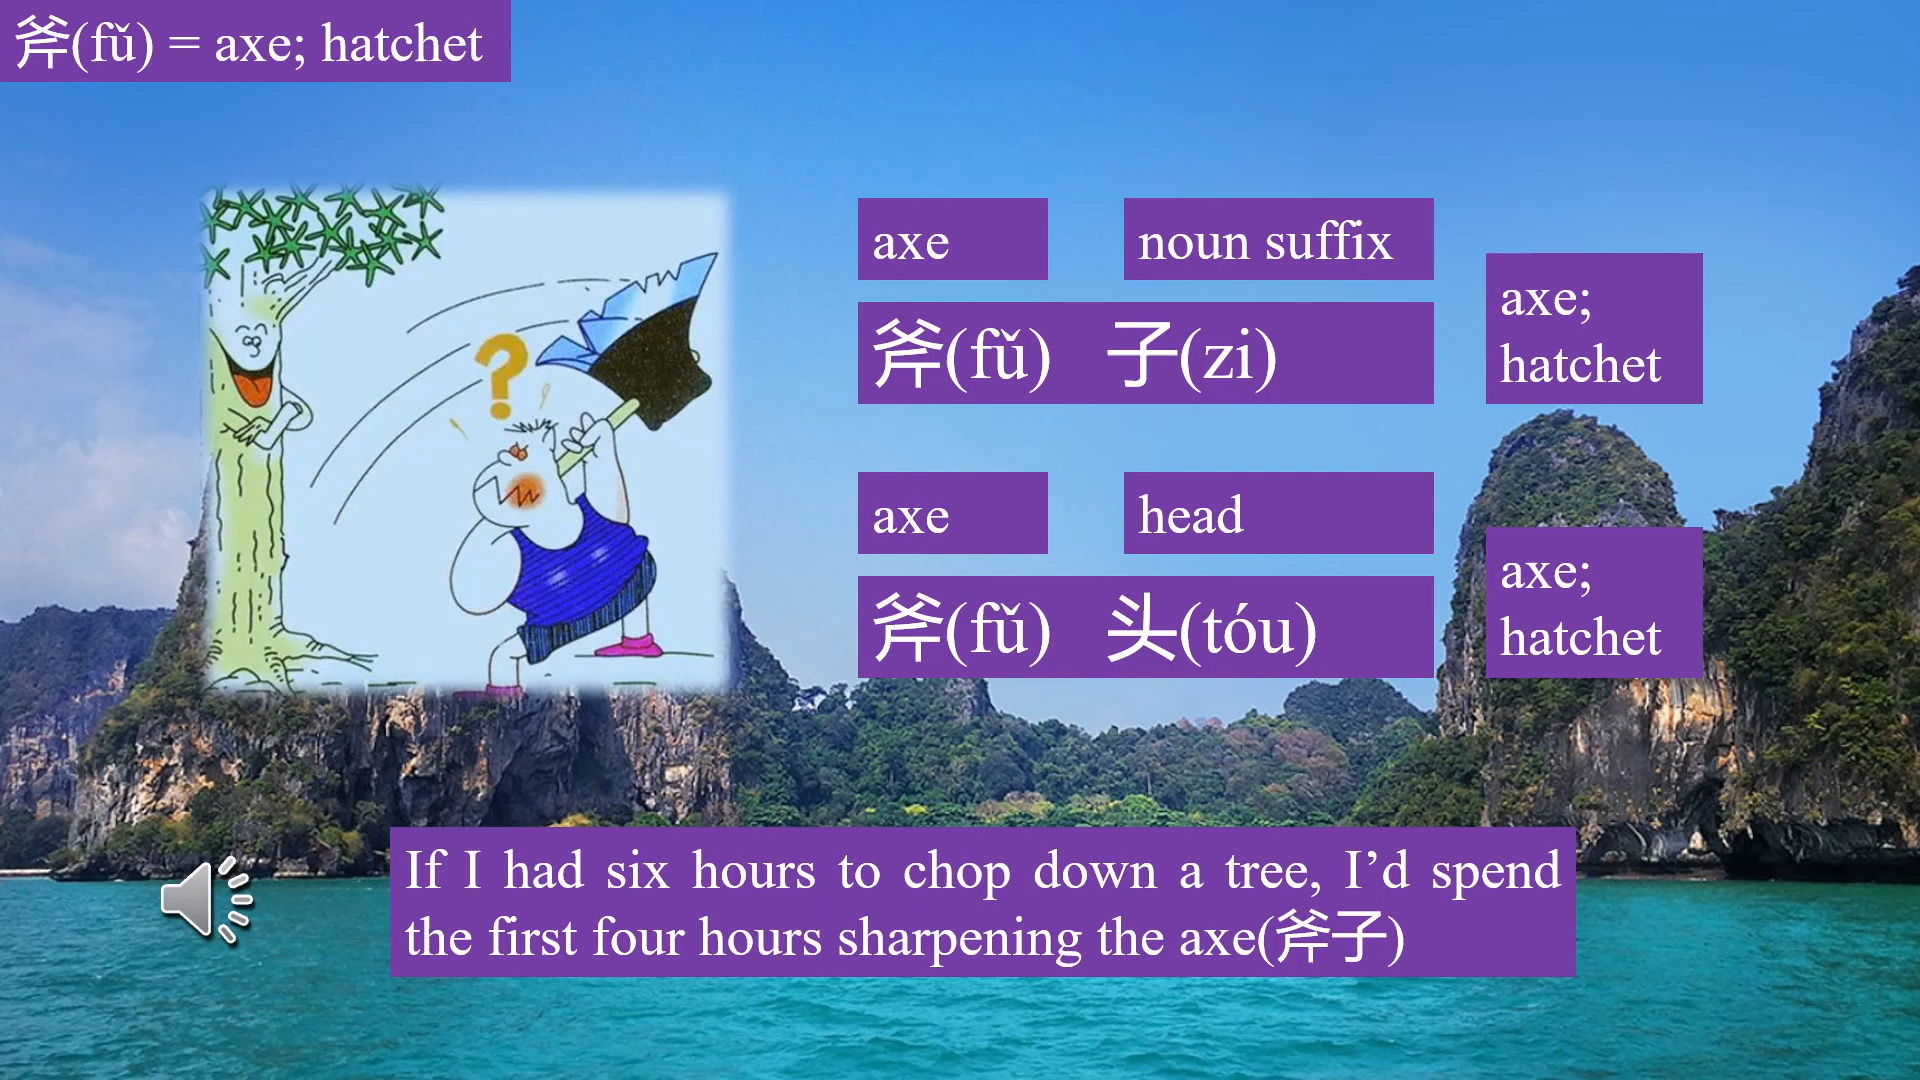 斧(fǔ) = axe; hatchet
axe
noun suffix
斧(fǔ) 子(zi)
axe;
hatchet
?
axe
head
斧(fǔ) 头(tóu)
axe;
hatchet
If I had six hours to chop down a tree, I’d spend
the first four hours sharpening the axe(斧子)